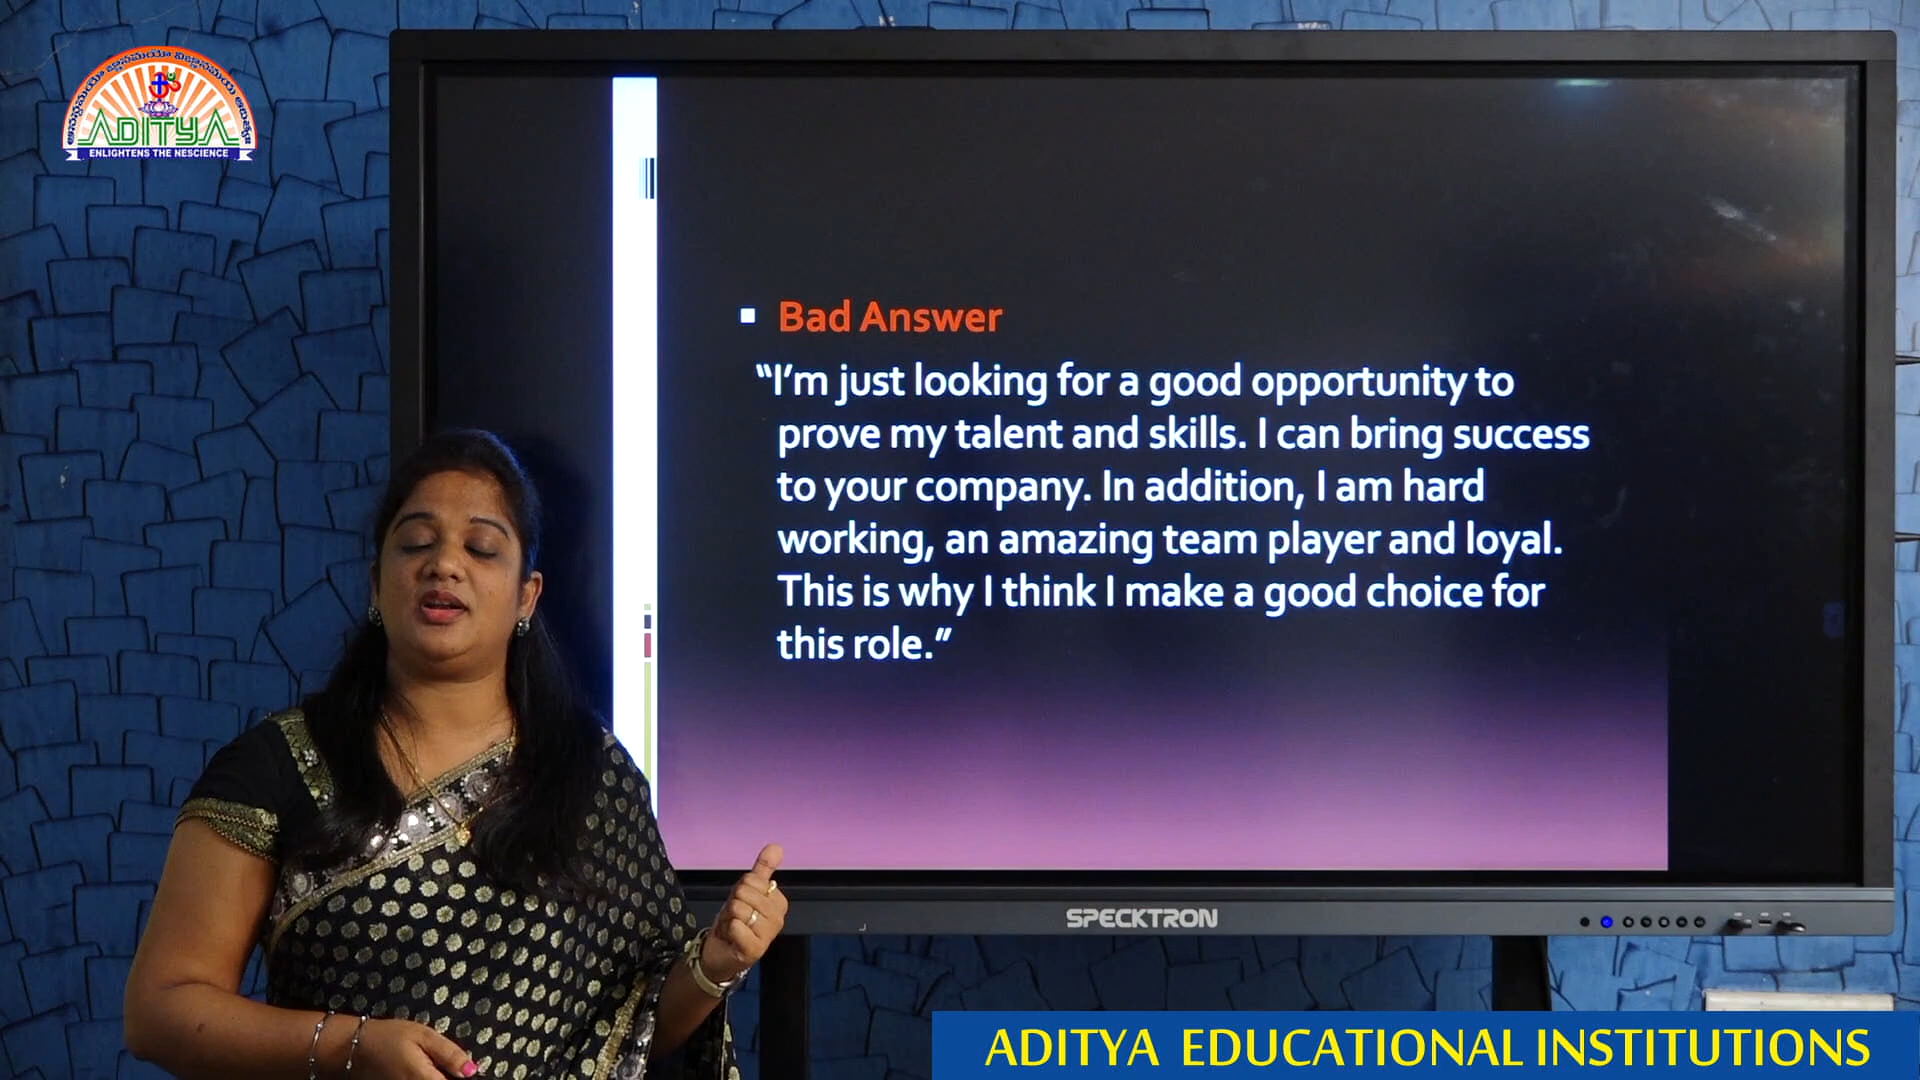 ADITYA
ENLIGHTENS THE NESCIENCE
Bad Answer
“I’m just looking for a good opportunity to
prove my talent and skills. I can bring success
to your company. In addition, I am hard
working, an amazing team player and loyal.
This is why I think I make a good choice for
this role.”
SPECKTRON
ADITYA EDUCATIONAL INSTITUTIONS